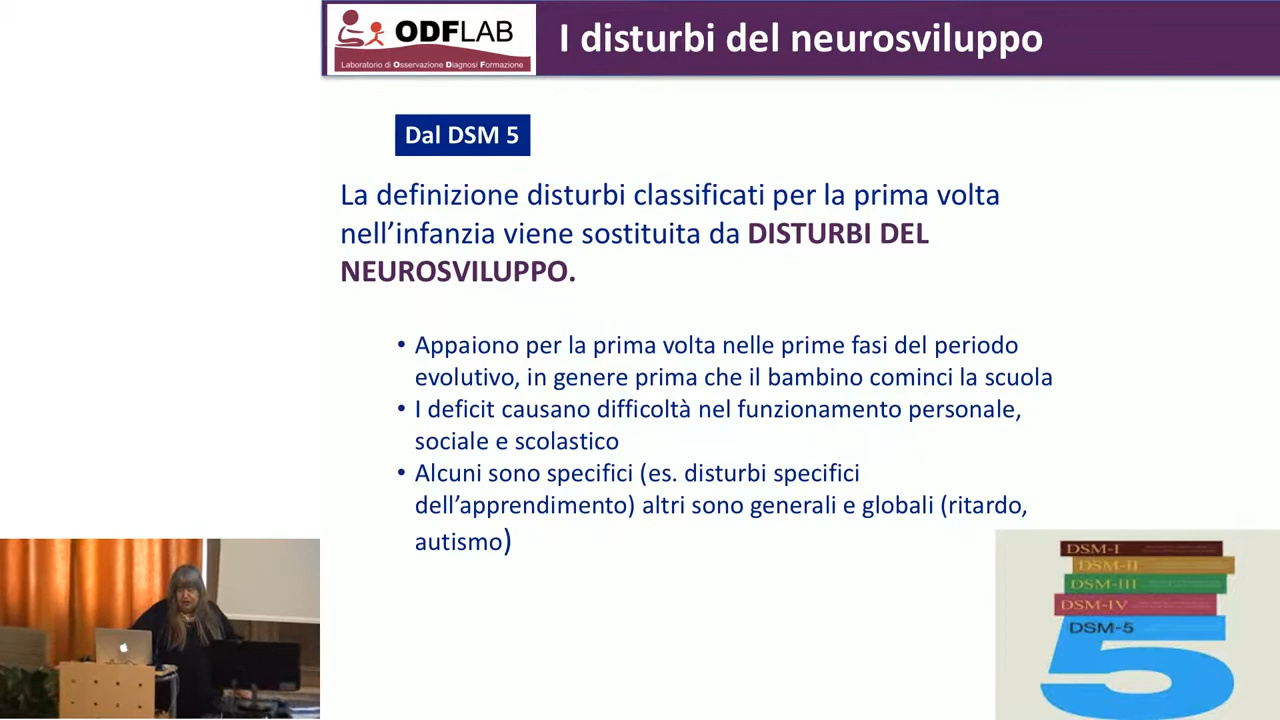 ODFLAB
Laboratorio di Osservazione Diagnosi Formazione
I disturbi del neurosviluppo
Dal DSM 5
La definizione disturbi classificati per la prima volta
nell’infanzia viene sostituita da DISTURBI DEL
NEUROSVILUPPO.
• Appaiono per la prima volta nelle prime fasi del periodo
evolutivo, in genere prima che il bambino cominci la scuola
• I deficit causano difficoltà nel funzionamento personale,
sociale e scolastico
• Alcuni sono specifici (es. disturbi specifici
dell’apprendimento) altri sono generali e globali (ritardo,
autismo)
DSM-I
DSM-II
DSM-III
DSM-IV
DSM-5
5